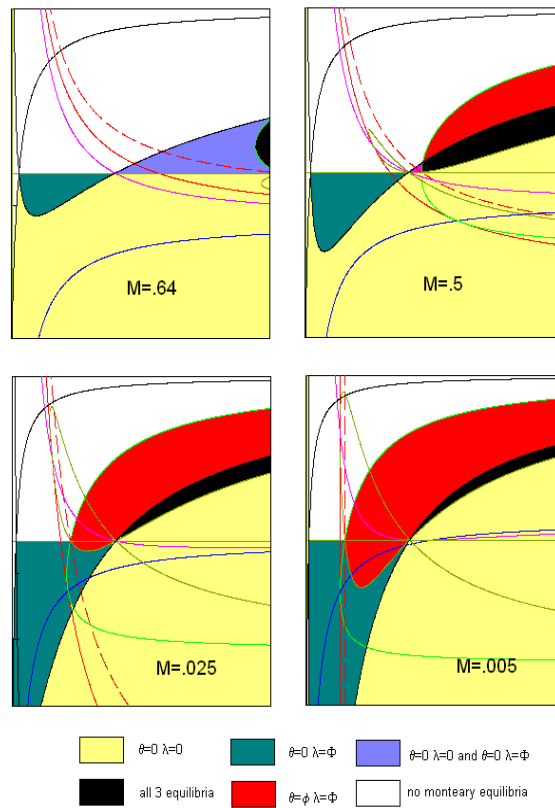 M=.64
M=.5
M=.025
M=.005
θ=0 λ=0
θ=0 λ=Φ
θ=0 λ=0 and θ=0 λ=Φ
all 3 equilibria
θ=ϕ λ=Φ
no monteary equilibria